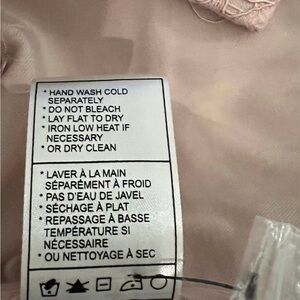 * HAND WASH COLD
SEPARATELY
* DO NOT BLEACH
* LAY FLAT TO DRY
* IRON LOW HEAT IF
NECESSARY
* OR DRY CLEAN
* LAVER À LA MAIN
SÉPARÉMENT À FROID
* PAS D'EAU DE JAVEL
* SÉCHAGE À PLAT
* REPASSAGE À BASSE
TEMPÉRATURE SI
NÉCESSAIRE
* OU NETTOYAGE À SEC